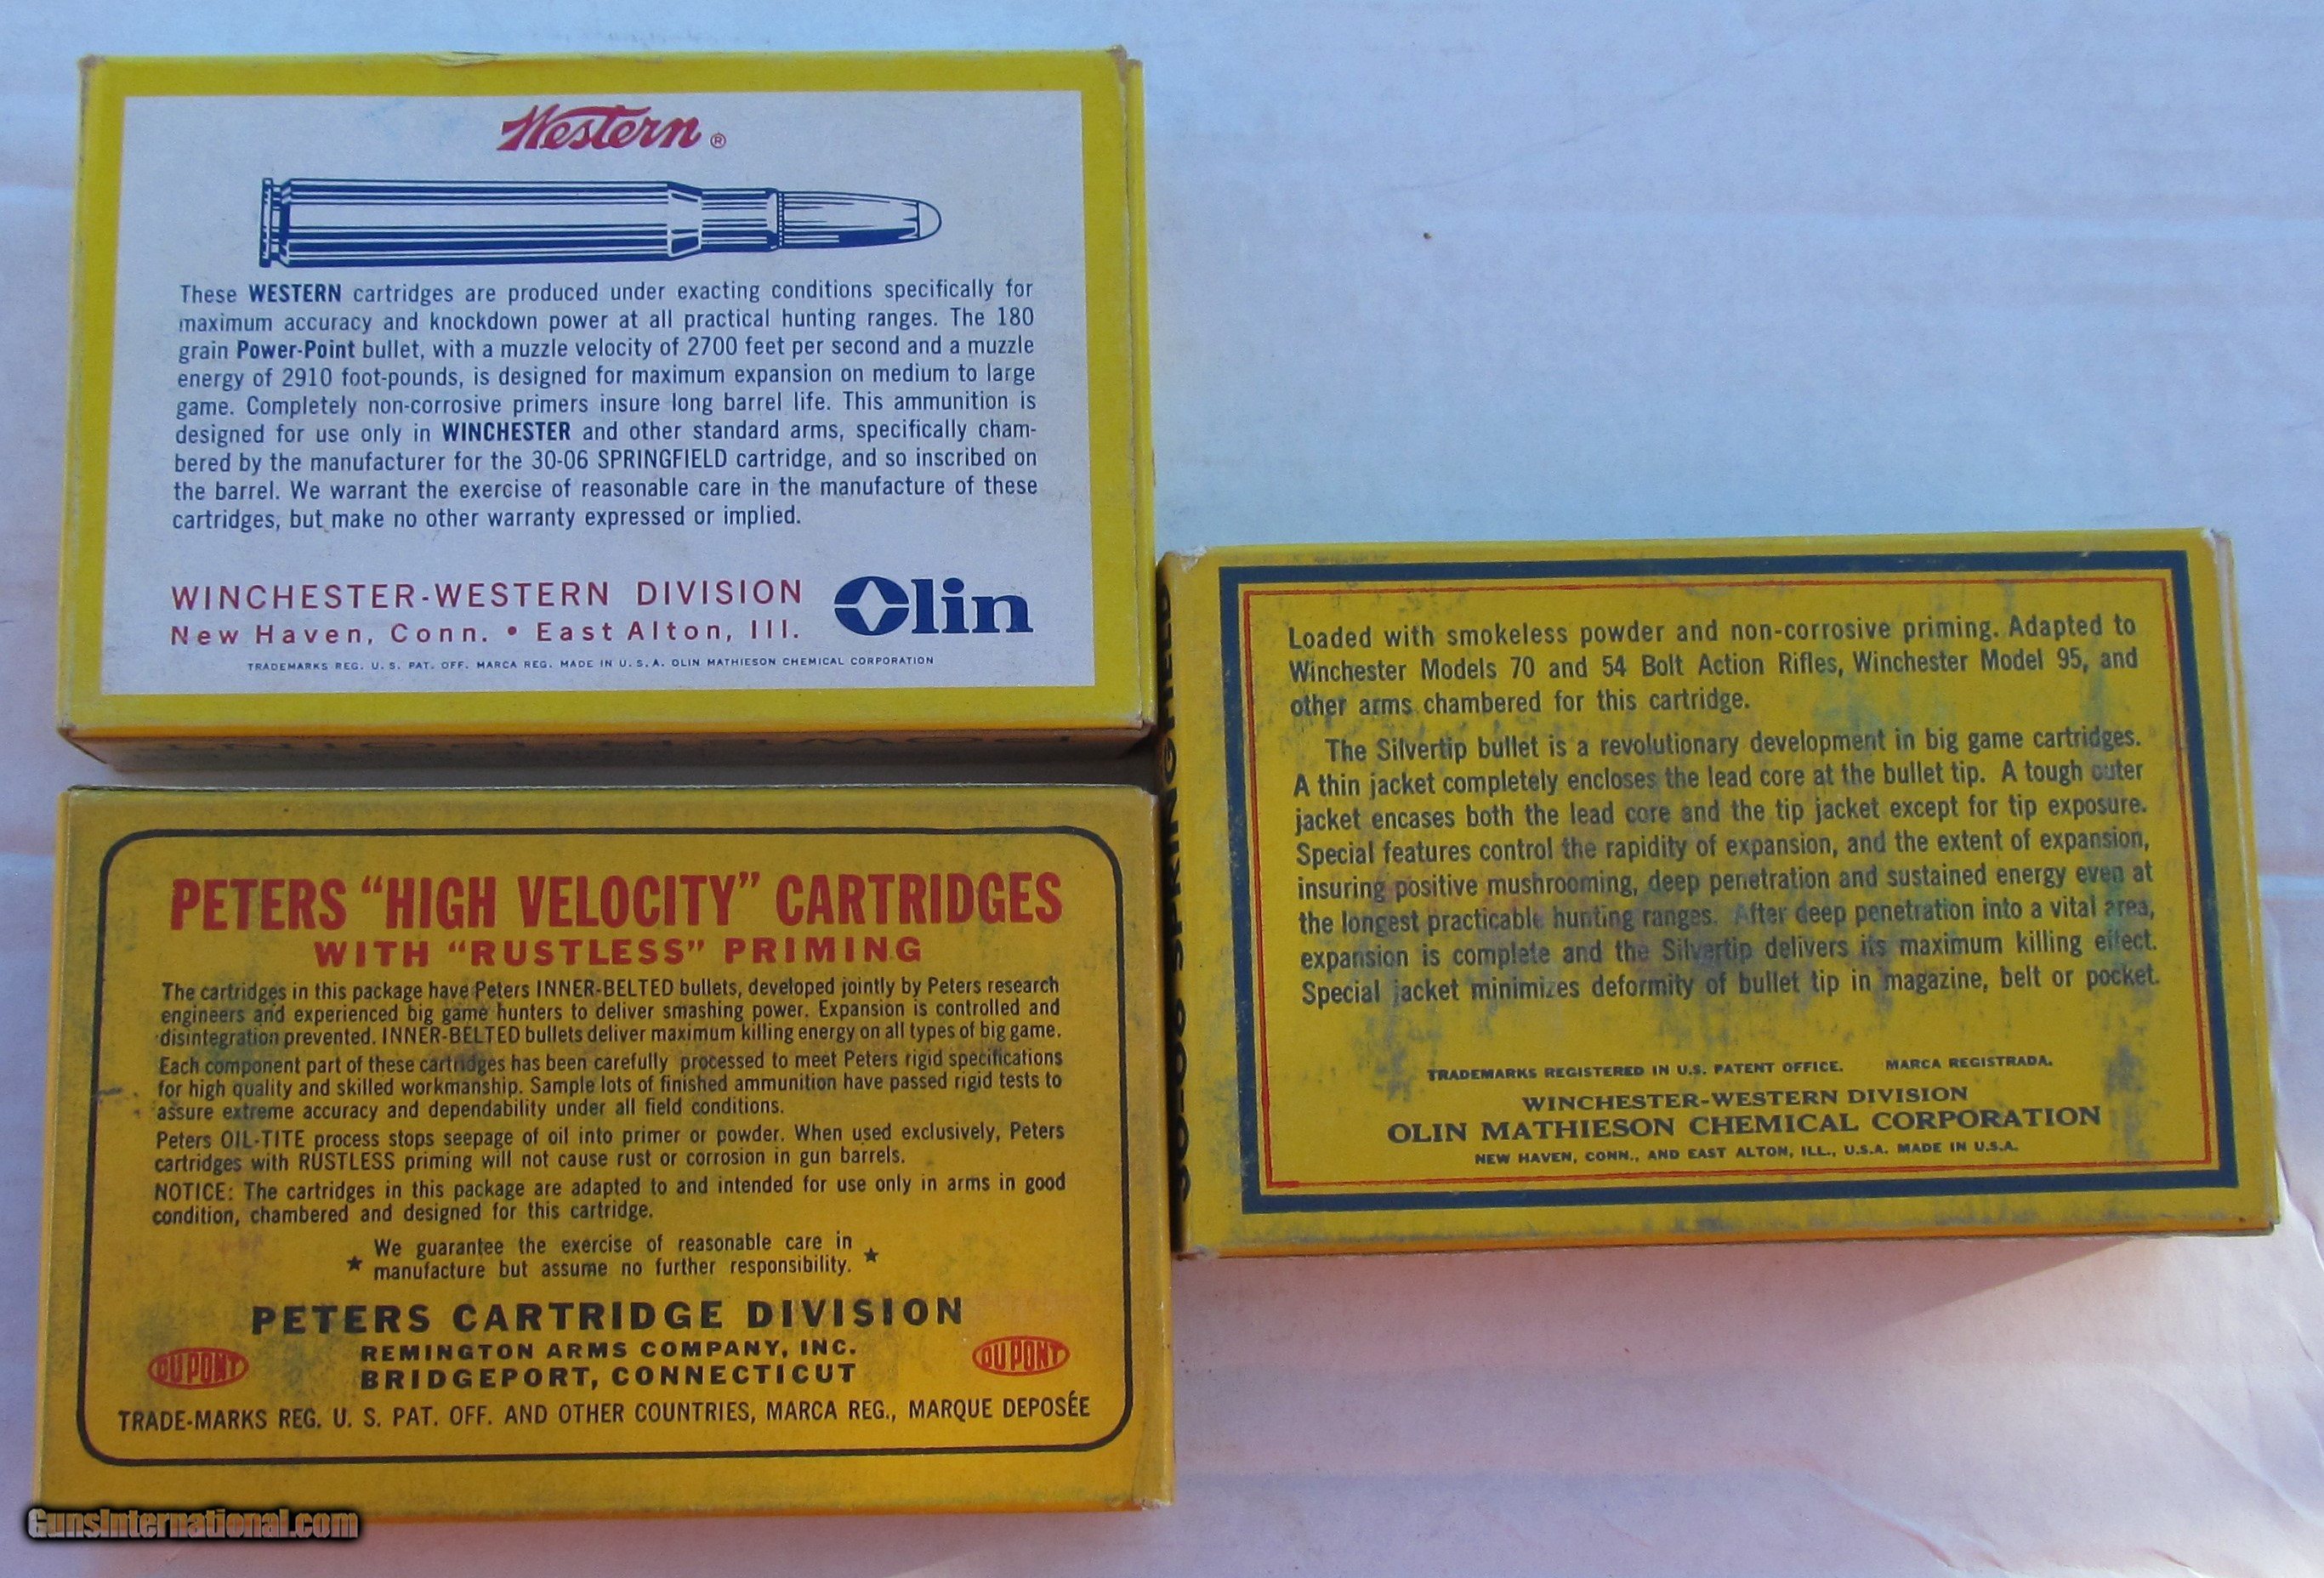 Western ®
These WESTERN cartridges are produced under exacting conditions specifically for
maximum accuracy and knockdown power at all practical hunting ranges. The 180
grain Power-Point bullet, with a muzzle velocity of 2700 feet per second and a muzzle
energy of 2910 foot-pounds, is designed for maximum expansion on medium to large
game. Completely non-corrosive primers insure long barrel life. This ammunition is
designed for use only in WINCHESTER and other standard arms, specifically cham-
bered by the manufacturer for the 30-06 SPRINGFIELD cartridge, and so inscribed on
the barrel. We warrant the exercise of reasonable care in the manufacture of these
cartridges, but make no other warranty expressed or implied.
WINCHESTER-WESTERN DIVISION
New Haven, Conn. • East Alton, Ill.
Olin
TRADEMARKS REG. U. S. PAT. OFF. MARCA REG. MADE IN U. S. A. OLIN MATHIESON CHEMICAL CORPORATION
POWER-POINT
PETERS "HIGH VELOCITY" CARTRIDGES
WITH "RUSTLESS" PRIMING
The cartridges in this package have Peters INNER-BELTED bullets, developed jointly by Peters research
engineers and experienced big game hunters to deliver smashing power. Expansion is controlled and
disintegration prevented. INNER-BELTED bullets deliver maximum killing energy on all types of big game.
Each component part of these cartridges has been carefully processed to meet Peters rigid specifications
for high quality and skilled workmanship. Sample lots of finished ammunition have passed rigid tests to
assure extreme accuracy and dependability under all field conditions.
Peters OIL-TITE process stops seepage of oil into primer or powder. When used exclusively, Peters
cartridges with RUSTLESS priming will not cause rust or corrosion in gun barrels.
NOTICE: The cartridges in this package are adapted to and intended for use only in arms in good
condition, chambered and designed for this cartridge.
★ We guarantee the exercise of reasonable care in ★
manufacture but assume no further responsibility.
PETERS CARTRIDGE DIVISION
REMINGTON ARMS COMPANY, INC.
BRIDGEPORT, CONNECTICUT
DU PONT
DU PONT
TRADE-MARKS REG. U. S. PAT. OFF. AND OTHER COUNTRIES, MARCA REG., MARQUE DEPOSÉE
30-06 SPRINGFIELD
Loaded with smokeless powder and non-corrosive priming. Adapted to
Winchester Models 70 and 54 Bolt Action Rifles, Winchester Model 95, and
other arms chambered for this cartridge.
The Silvertip bullet is a revolutionary development in big game cartridges.
A thin jacket completely encloses the lead core at the bullet tip. A tough outer
jacket encases both the lead core and the tip jacket except for tip exposure.
Special features control the rapidity of expansion, and the extent of expansion,
insuring positive mushrooming, deep penetration and sustained energy even at
the longest practicable hunting ranges. After deep penetration into a vital area,
expansion is complete and the Silvertip delivers its maximum killing effect.
Special jacket minimizes deformity of bullet tip in magazine, belt or pocket.
TRADEMARKS REGISTERED IN U.S. PATENT OFFICE. MARCA REGISTRADA.
WINCHESTER-WESTERN DIVISION
OLIN MATHIESON CHEMICAL CORPORATION
NEW HAVEN, CONN., AND EAST ALTON, ILL., U.S.A. MADE IN U.S.A.
GunsInternational.com